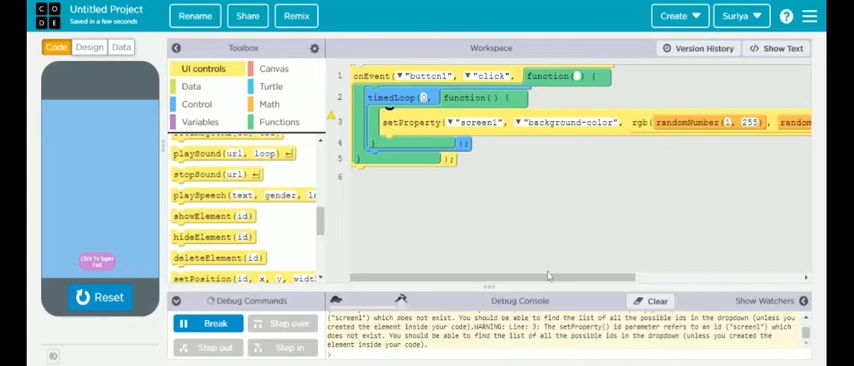 CO
DE
Untitled Project
Saved in a few seconds
Rename
Share
Remix
Create
Suriya
?
Code
Design
Data
Toolbox
Workspace
Version History
</> Show Text
UI controls
Canvas
Data
Turtle
Control
Math
Variables
Functions
playSound(url, loop)
stopSound(url)
playSpeech(text, gender, l
showElement(id)
hideElement(id)
deleteElement(id)
setPosition(id, x, y, width
1 onEvent(▼"button1", ▼"click", function( ) {
2 timedLoop(0, function( ) {
3 setProperty(▼"screen1", ▼"background-color", rgb(randomNumber(1, 255), random
4 } );
5 } );
6
Click To Super
Fast
Reset
Debug Commands
Debug Console
Clear
Show Watchers
Break
Step over
Step out
Step in
("screen1") which does not exist. You should be able to find the list of all the possible ids in the dropdown (unless you
created the element inside your code).WARNING: Line: 3: The setProperty() id parameter refers to an id ("screen1") which
does not exist. You should be able to find the list of all the possible ids in the dropdown (unless you created the
element inside your code).
>
©